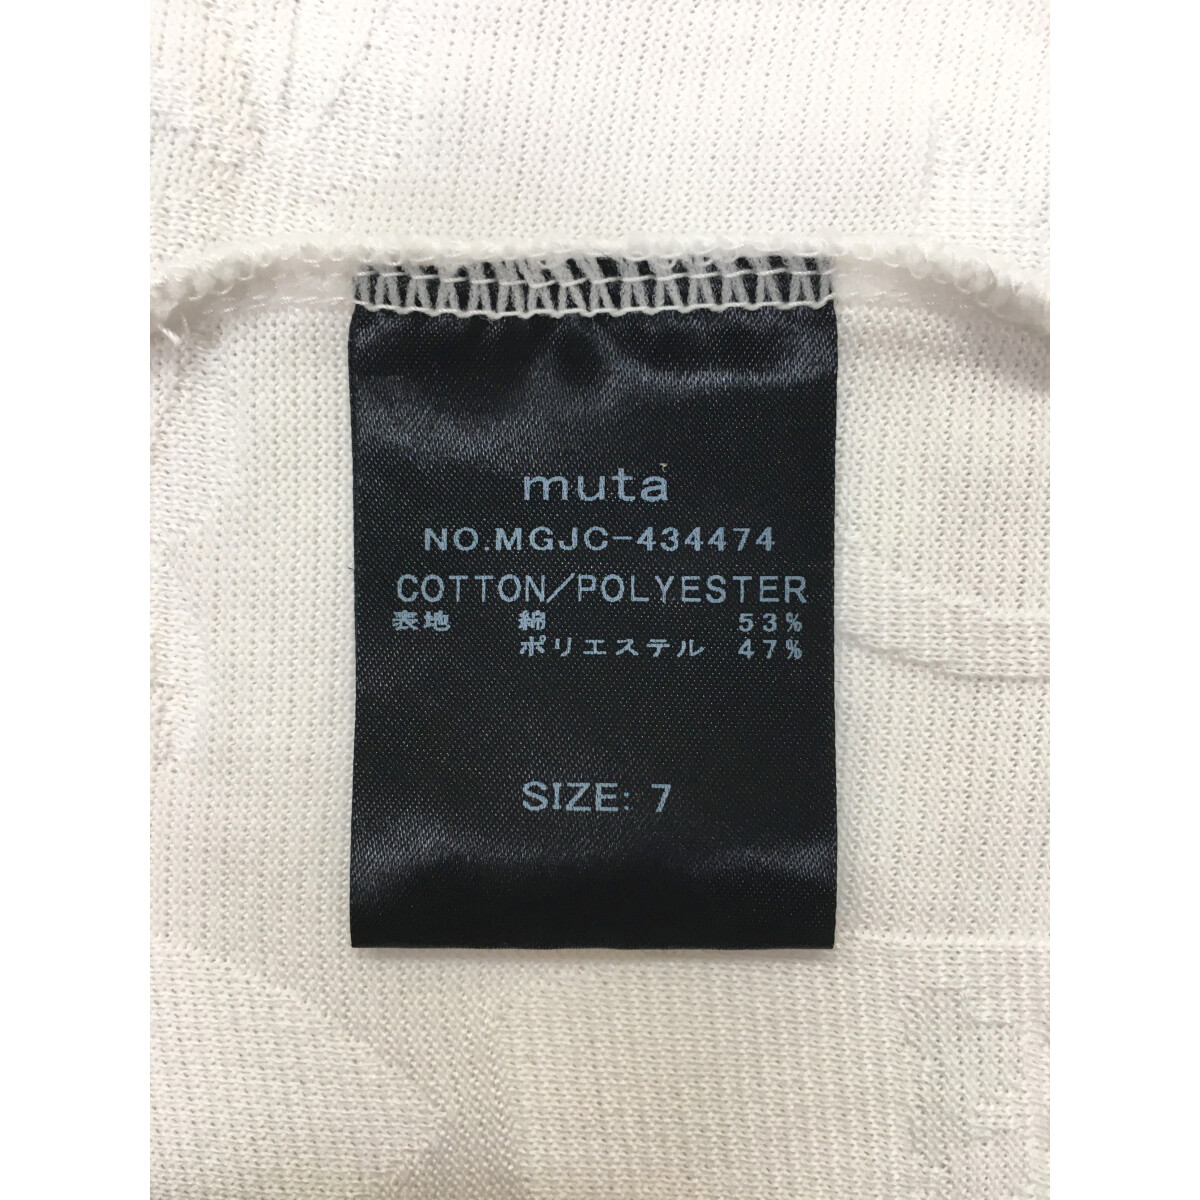 muta
NO.MGJC-434474
COTTON/POLYESTER
表地 綿 53%
ポリエステル 47%
SIZE: 7